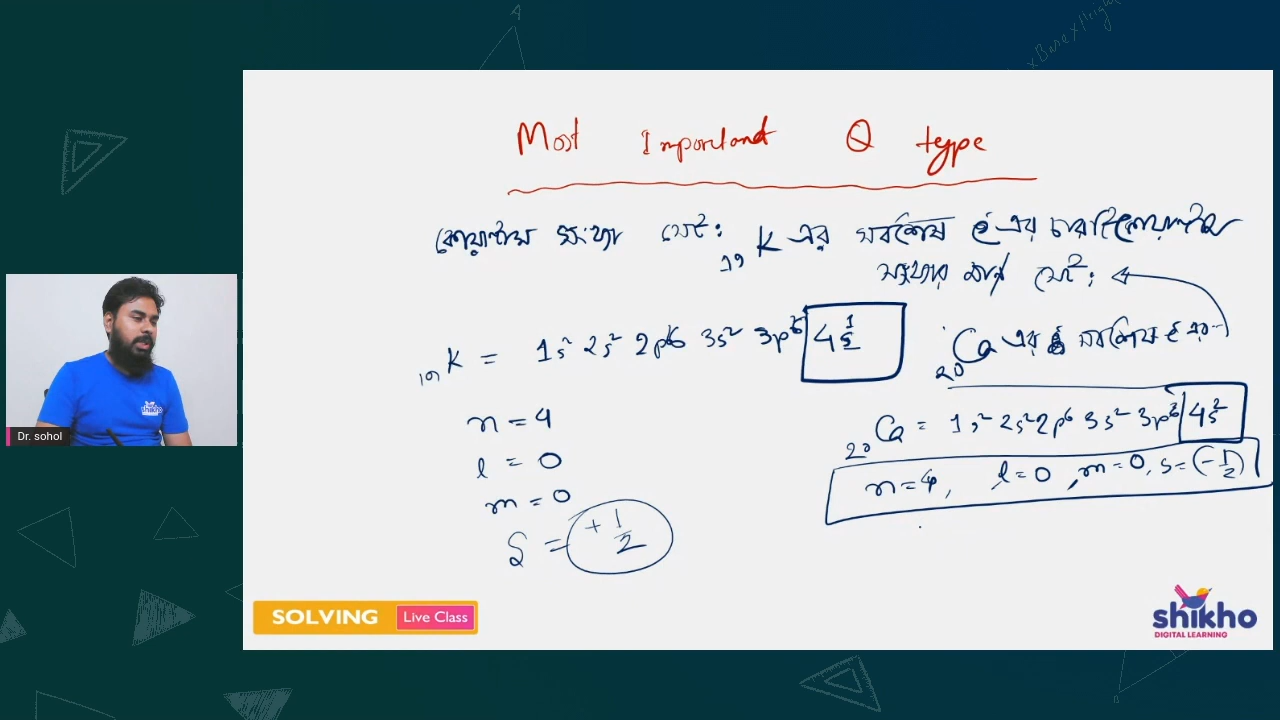 Most Important Q type
কোয়ান্টাম সংখ্যা সেট: ₁₉K এর সর্বশেষ e⁻ এর চারটি কোয়ান্টাম
সংখ্যার মান সেট:
₁₉K = 1s² 2s² 2p⁶ 3s² 3p⁶ 4s¹
₂₀Ca এর সর্বশেষ e⁻ এর..
n = 4
l = 0
m = 0
S = +1/2
₂₀Ca = 1s² 2s² 2p⁶ 3s² 3p⁶ 4s²
n=4, l=0, m=0, s=(-1/2)
Dr. sohol
shikho
SOLVING Live Class
shikho
DIGITAL LEARNING